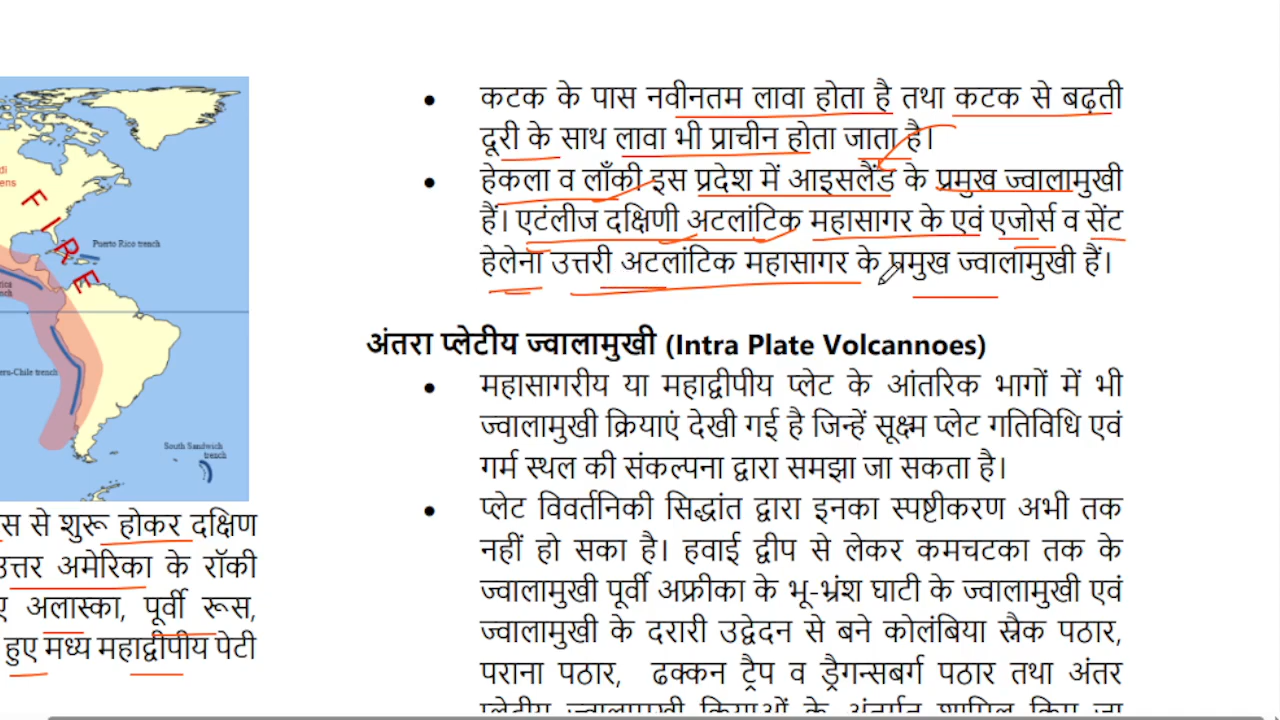 FIRE
Puerto Rico trench
South Sandwich
trench
स से शुरू होकर दक्षिण
उत्तर अमेरिका के रॉकी
अलास्का, पूर्वी रूस,
हुए मध्य महाद्वीपीय पेटी
• कटक के पास नवीनतम लावा होता है तथा कटक से बढ़ती
दूरी के साथ लावा भी प्राचीन होता जाता है।
• हेकला व लाँकी इस प्रदेश में आइसलैंड के प्रमुख ज्वालामुखी
हैं। एटंलीज दक्षिणी अटलांटिक महासागर के एवं एजोर्स व सेंट
हेलेना उत्तरी अटलांटिक महासागर के प्रमुख ज्वालामुखी हैं।
अंतरा प्लेटीय ज्वालामुखी (Intra Plate Volcannoes)
• महासागरीय या महाद्वीपीय प्लेट के आंतरिक भागों में भी
ज्वालामुखी क्रियाएं देखी गई है जिन्हें सूक्ष्म प्लेट गतिविधि एवं
गर्म स्थल की संकल्पना द्वारा समझा जा सकता है।
• प्लेट विवर्तनिकी सिद्धांत द्वारा इनका स्पष्टीकरण अभी तक
नहीं हो सका है। हवाई द्वीप से लेकर कमचटका तक के
ज्वालामुखी पूर्वी अफ्रीका के भू-भ्रंश घाटी के ज्वालामुखी एवं
ज्वालामुखी के दरारी उद्वेदन से बने कोलंबिया स्नैक पठार,
पराना पठार, ढक्कन ट्रैप व ड्रैगन्सबर्ग पठार तथा अंतर